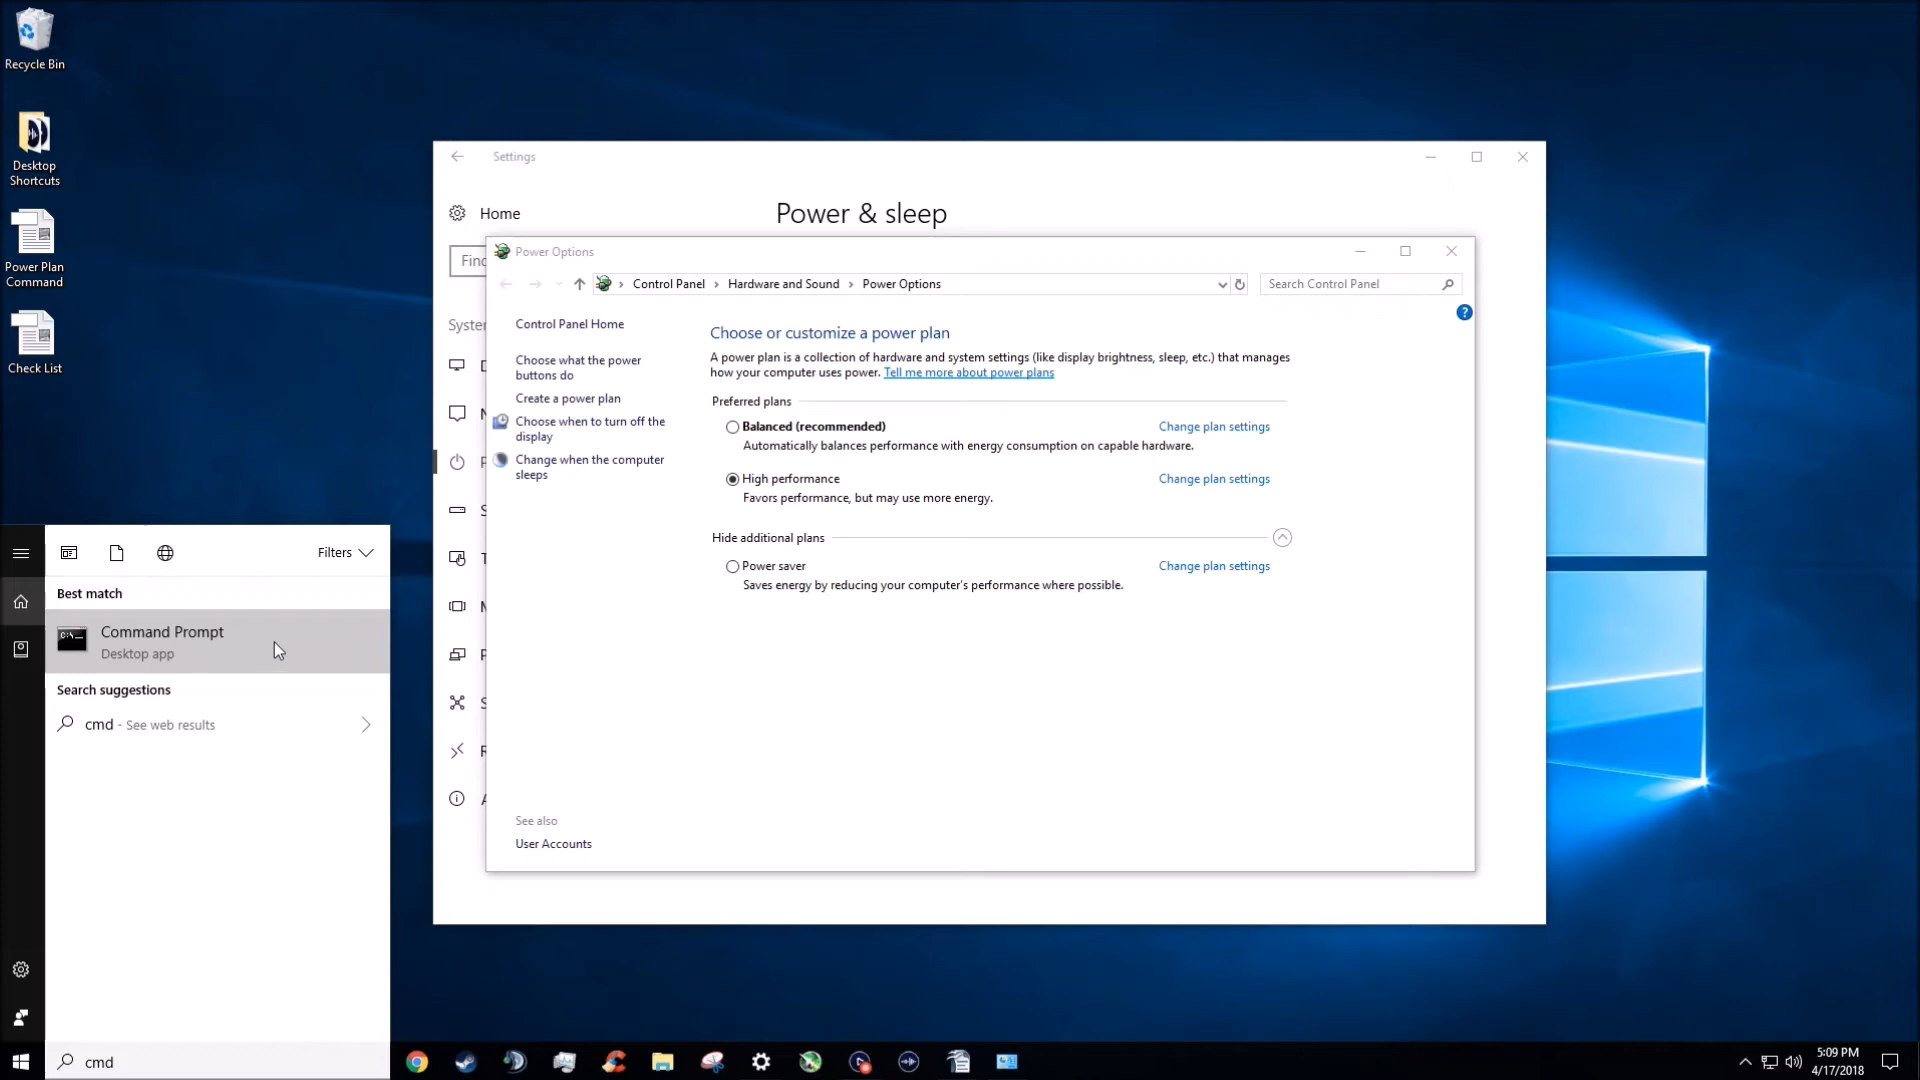 Recycle Bin
Desktop
Shortcuts
Power Plan
Command
Check List
Settings
Home
Power & sleep
Find
Power Options
Control Panel
Hardware and Sound
Power Options
Search Control Panel
Syste
Control Panel Home
Choose what the power
buttons do
Create a power plan
Choose when to turn off the
display
Change when the computer
sleeps
Choose or customize a power plan
A power plan is a collection of hardware and system settings (like display brightness, sleep, etc.) that manages
how your computer uses power. Tell me more about power plans
Preferred plans
Balanced (recommended) Change plan settings
Automatically balances performance with energy consumption on capable hardware.
High performance Change plan settings
Favors performance, but may use more energy.
Hide additional plans
Power saver Change plan settings
Saves energy by reducing your computer's performance where possible.
See also
User Accounts
Filters
Best match
Command Prompt
Desktop app
Search suggestions
cmd - See web results
cmd
5:09 PM
4/17/2018